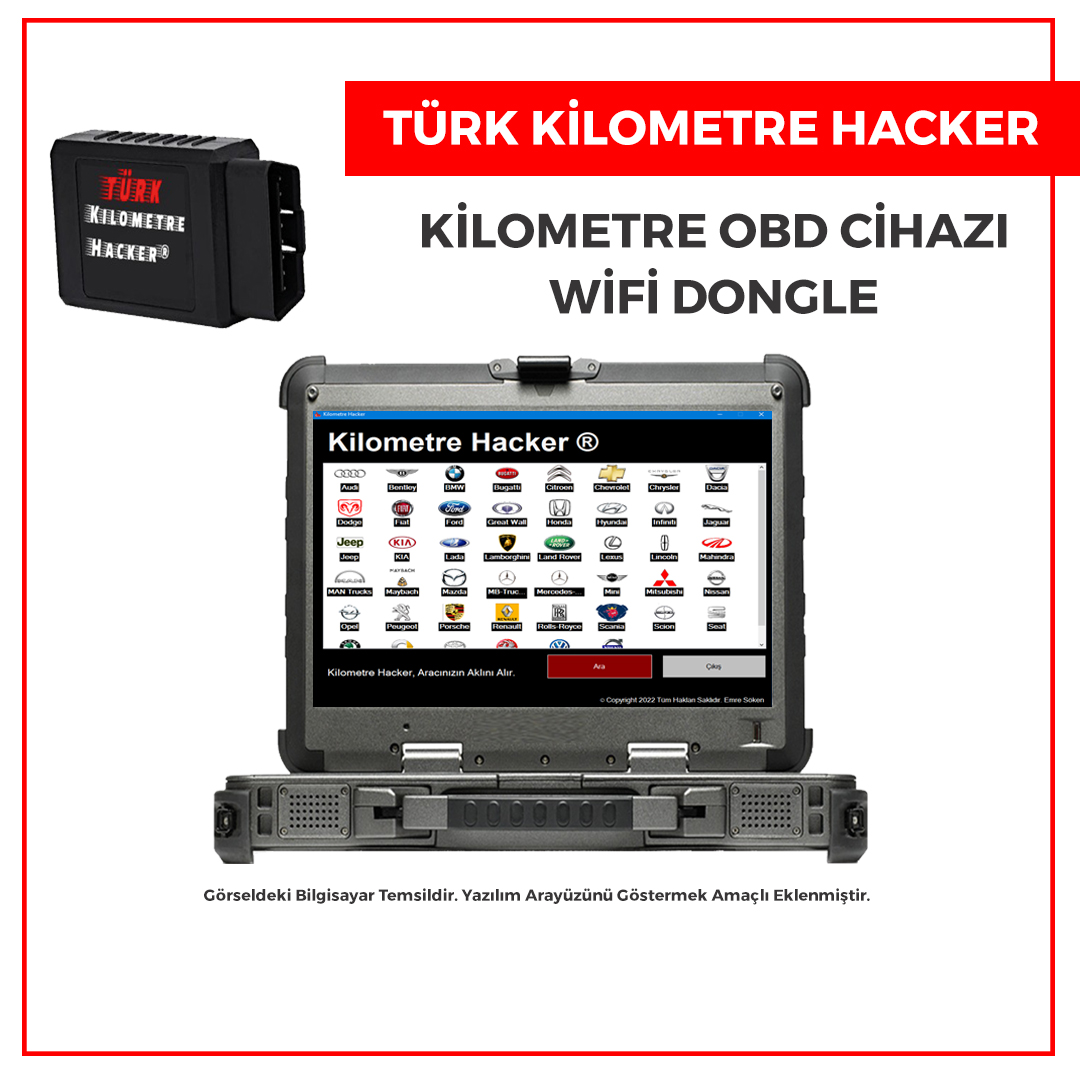 TÜRK KİLOMETRE HACKER
TÜRK
KILOMETRE
HACKER®
KİLOMETRE OBD CİHAZI
WİFİ DONGLE
Kilometre Hacker
Kilometre Hacker ®
Audi Bentley BMW Bugatti Citroen Chevrolet Chrysler Dacia
Dodge Fiat Ford Great Wall Honda Hyundai Infiniti Jaguar
Jeep KIA Lada Lamborghini Land Rover Lexus Lincoln Mahindra
MAN Trucks Maybach Mazda MB-Truc... Mercedes-... Mini Mitsubishi Nissan
Opel Peugeot Porsche Renault Rolls-Royce Scania Scion Seat
Kilometre Hacker, Aracınızın Aklını Alır.
Ara
Çıkış
© Copyright 2022 Tüm Hakları Saklıdır. Emre Söken
Görseldeki Bilgisayar Temsildir. Yazılım Arayüzünü Göstermek Amaçlı Eklenmiştir.